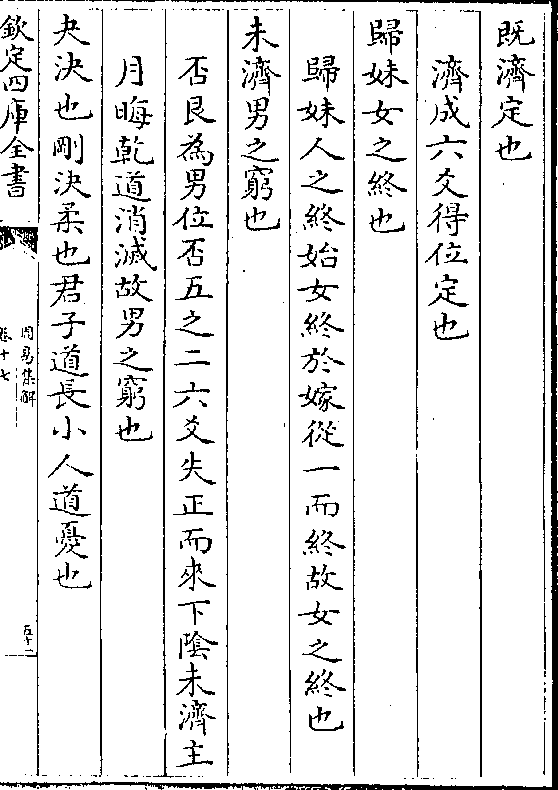 既濟定也
濟成六爻得位定也
歸妹女之終也
歸妹人之終始女終於嫁從一而終故女之終也
未濟男之窮也
否艮為男位否五之二六爻失正而來下陰未濟主
月晦乾道消滅故男之窮也
夬決也剛決柔也君子道長小人道憂也
欽定四庫全書
周易集解
卷十七